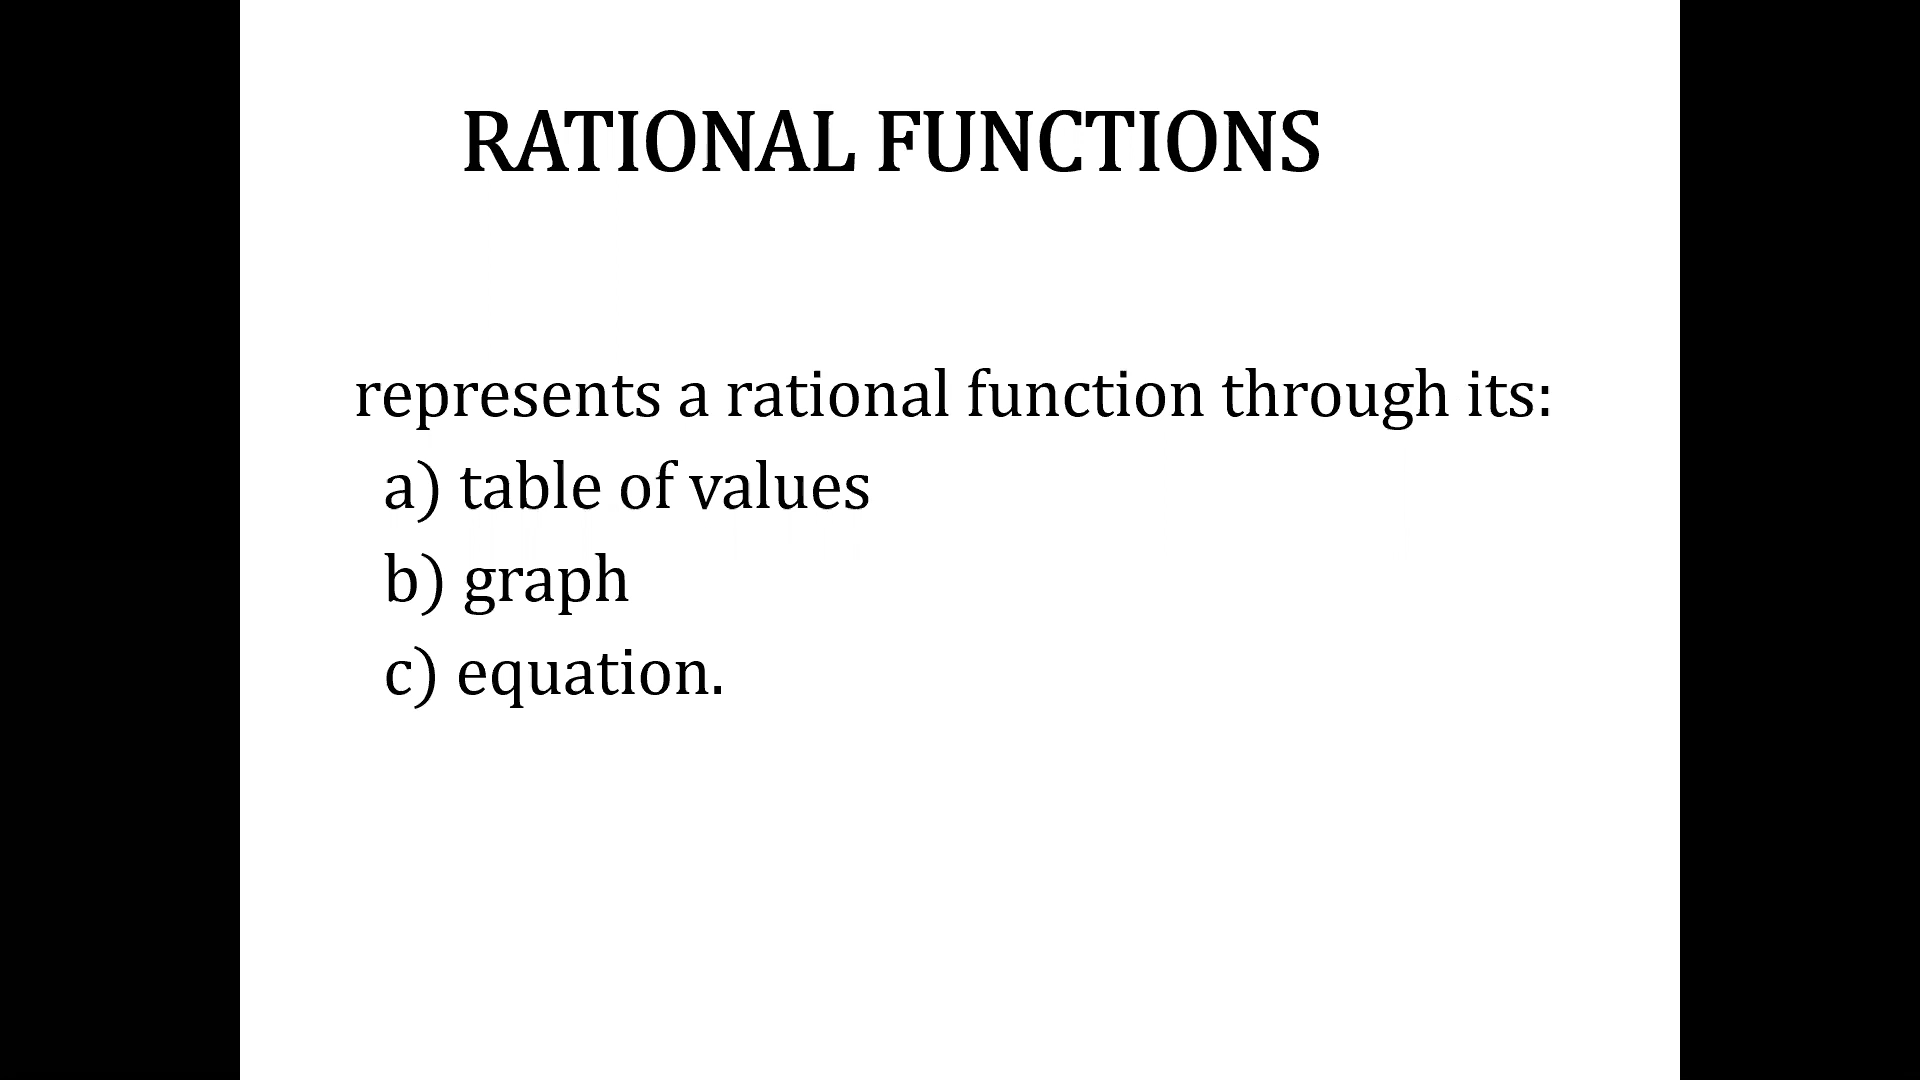 RATIONAL FUNCTIONS
represents a rational function through its:
a) table of values
b) graph
c) equation.